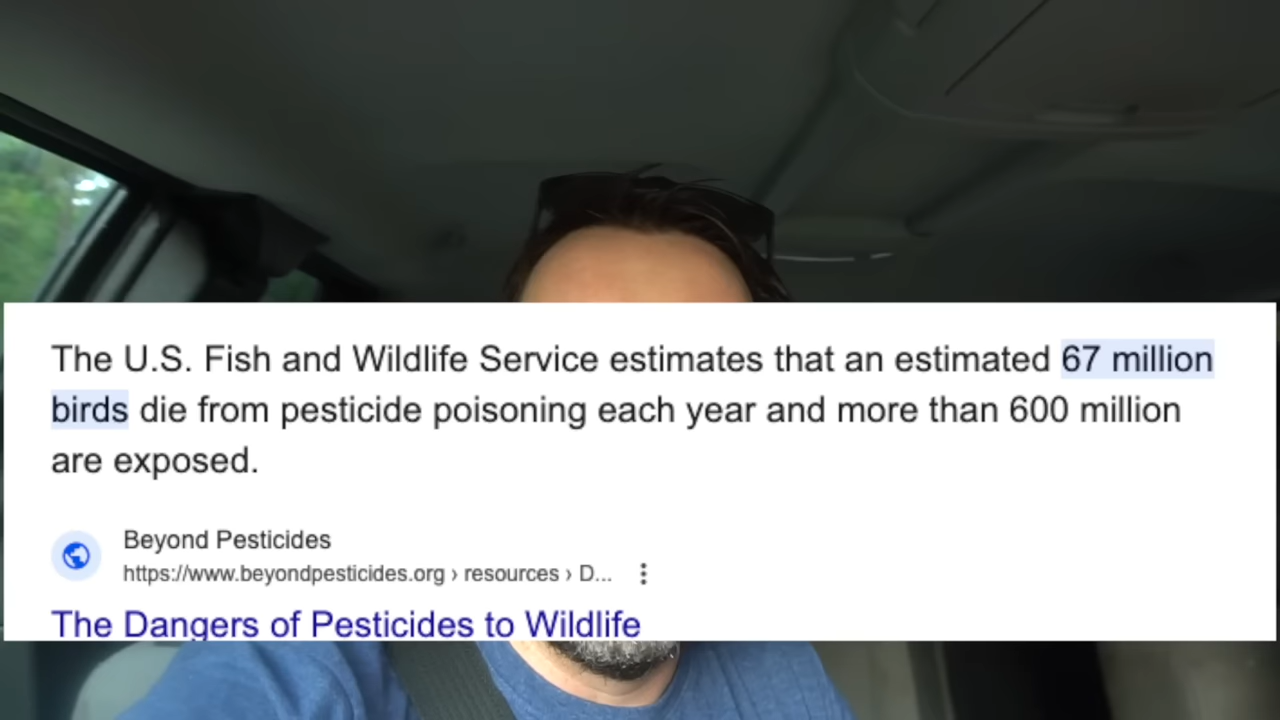 The U.S. Fish and Wildlife Service estimates that an estimated 67 million
birds die from pesticide poisoning each year and more than 600 million
are exposed.
Beyond Pesticides
https://www.beyondpesticides.org › resources › D...
The Dangers of Pesticides to Wildlife